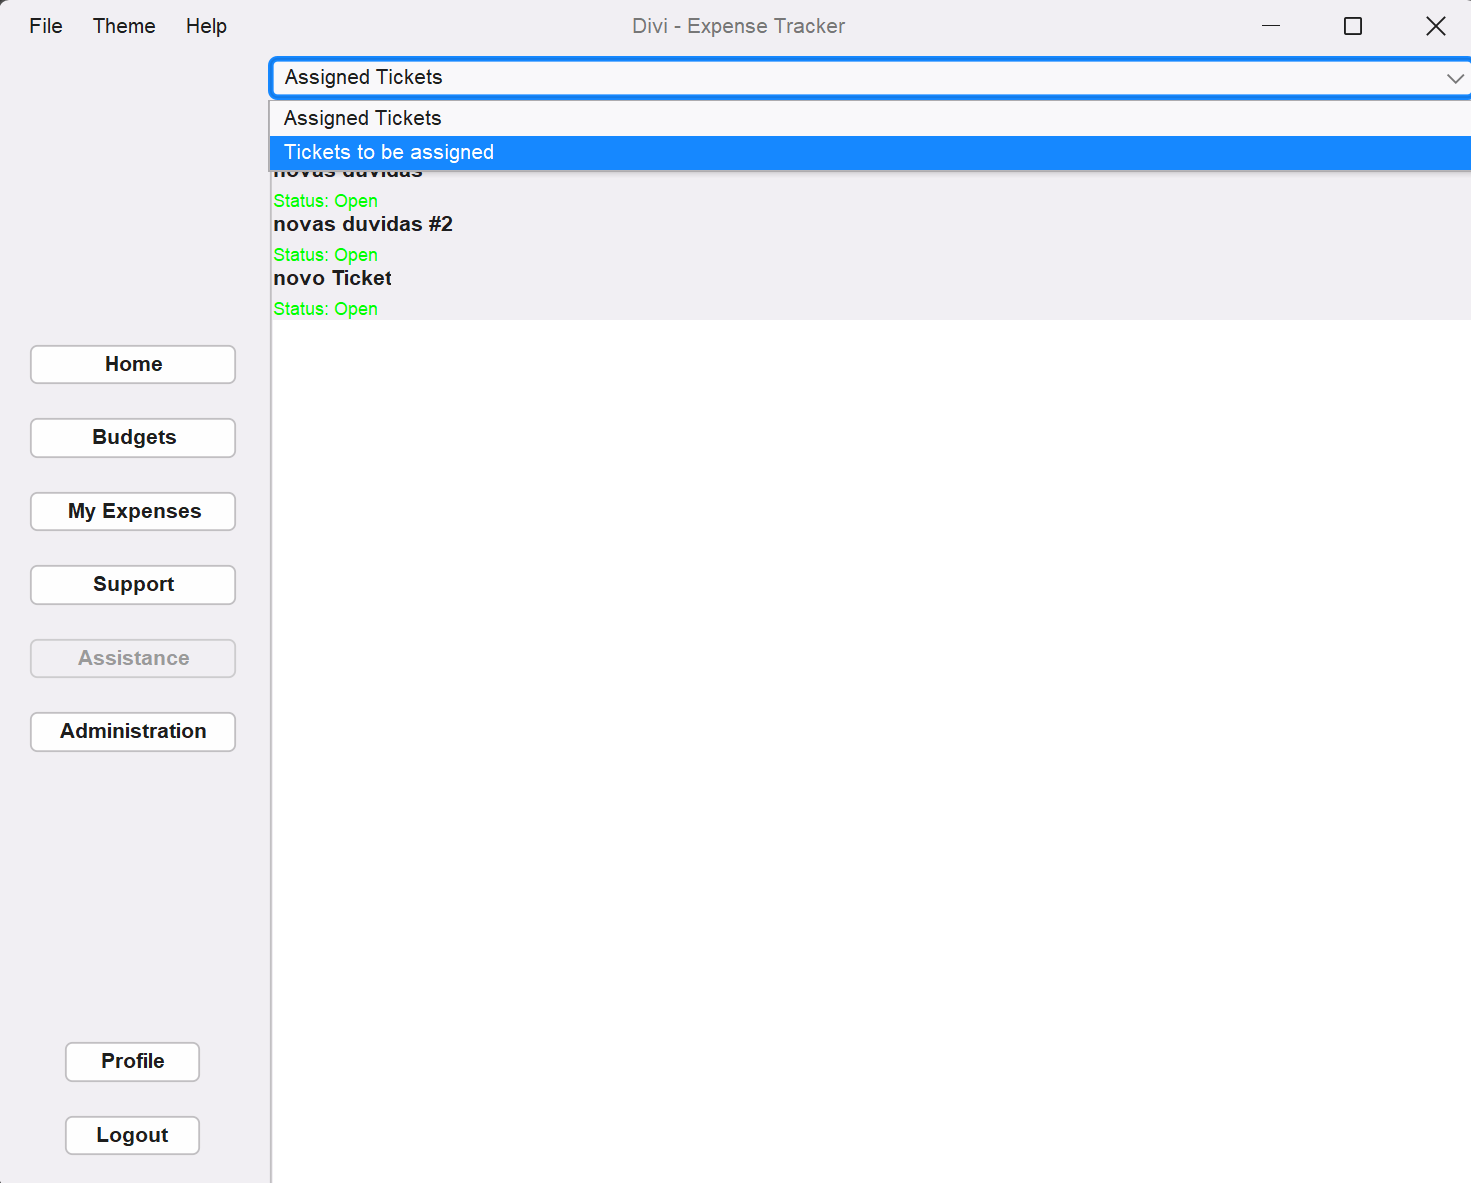 File Theme Help
Divi - Expense Tracker
Assigned Tickets
Assigned Tickets
Tickets to be assigned
novas duvidas
Status: Open
novas duvidas #2
Status: Open
novo Ticket
Status: Open
Home
Budgets
My Expenses
Support
Assistance
Administration
Profile
Logout